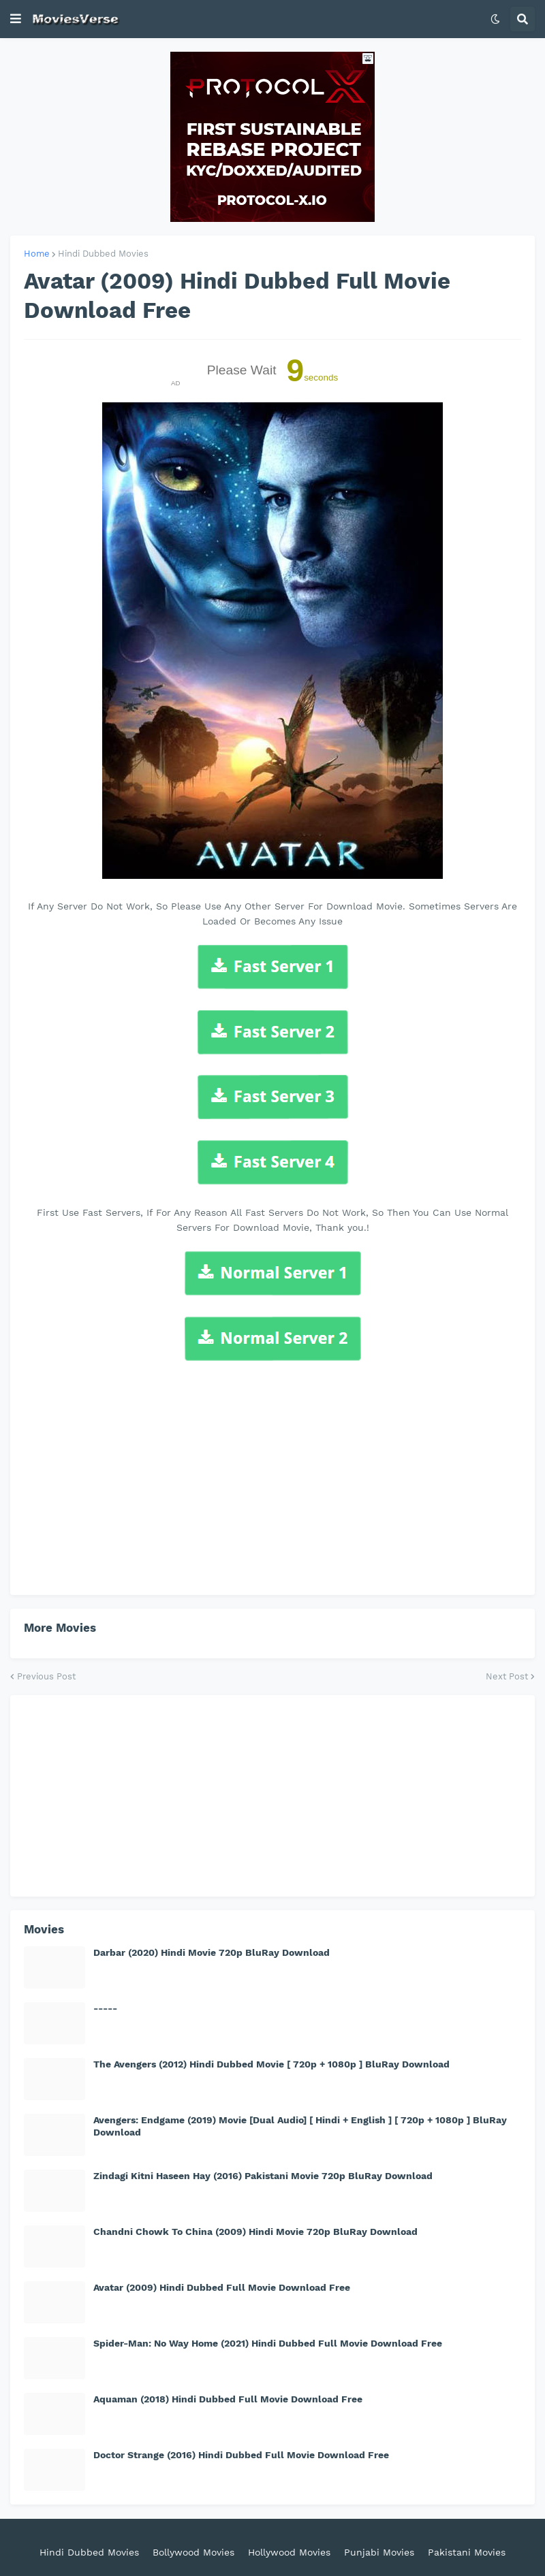 MoviesVerse
PROTOCOL X
FIRST SUSTAINABLE
REBASE PROJECT
KYC/DOXXED/AUDITED
PROTOCOL-X.IO
Home › Hindi Dubbed Movies
Avatar (2009) Hindi Dubbed Full Movie
Download Free
Please Wait 9 seconds
AD
AVATAR
If Any Server Do Not Work, So Please Use Any Other Server For Download Movie. Sometimes Servers Are
Loaded Or Becomes Any Issue
Fast Server 1
Fast Server 2
Fast Server 3
Fast Server 4
First Use Fast Servers, If For Any Reason All Fast Servers Do Not Work, So Then You Can Use Normal
Servers For Download Movie, Thank you.!
Normal Server 1
Normal Server 2
More Movies
‹ Previous Post
Next Post ›
Movies
Darbar (2020) Hindi Movie 720p BluRay Download
-----
The Avengers (2012) Hindi Dubbed Movie [ 720p + 1080p ] BluRay Download
Avengers: Endgame (2019) Movie [Dual Audio] [ Hindi + English ] [ 720p + 1080p ] BluRay
Download
Zindagi Kitni Haseen Hay (2016) Pakistani Movie 720p BluRay Download
Chandni Chowk To China (2009) Hindi Movie 720p BluRay Download
Avatar (2009) Hindi Dubbed Full Movie Download Free
Spider-Man: No Way Home (2021) Hindi Dubbed Full Movie Download Free
Aquaman (2018) Hindi Dubbed Full Movie Download Free
Doctor Strange (2016) Hindi Dubbed Full Movie Download Free
Hindi Dubbed Movies Bollywood Movies Hollywood Movies Punjabi Movies Pakistani Movies